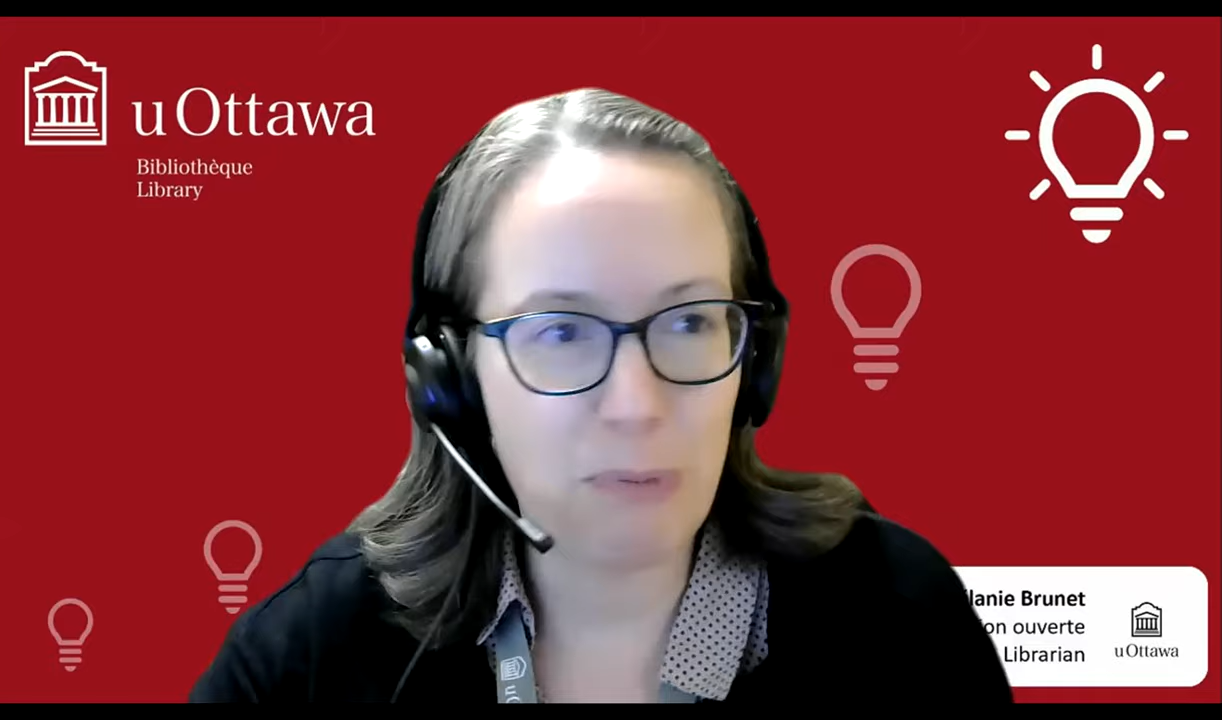 uOttawa
Bibliothèque
Library
lanie Brunet
on ouverte
Librarian
uOttawa